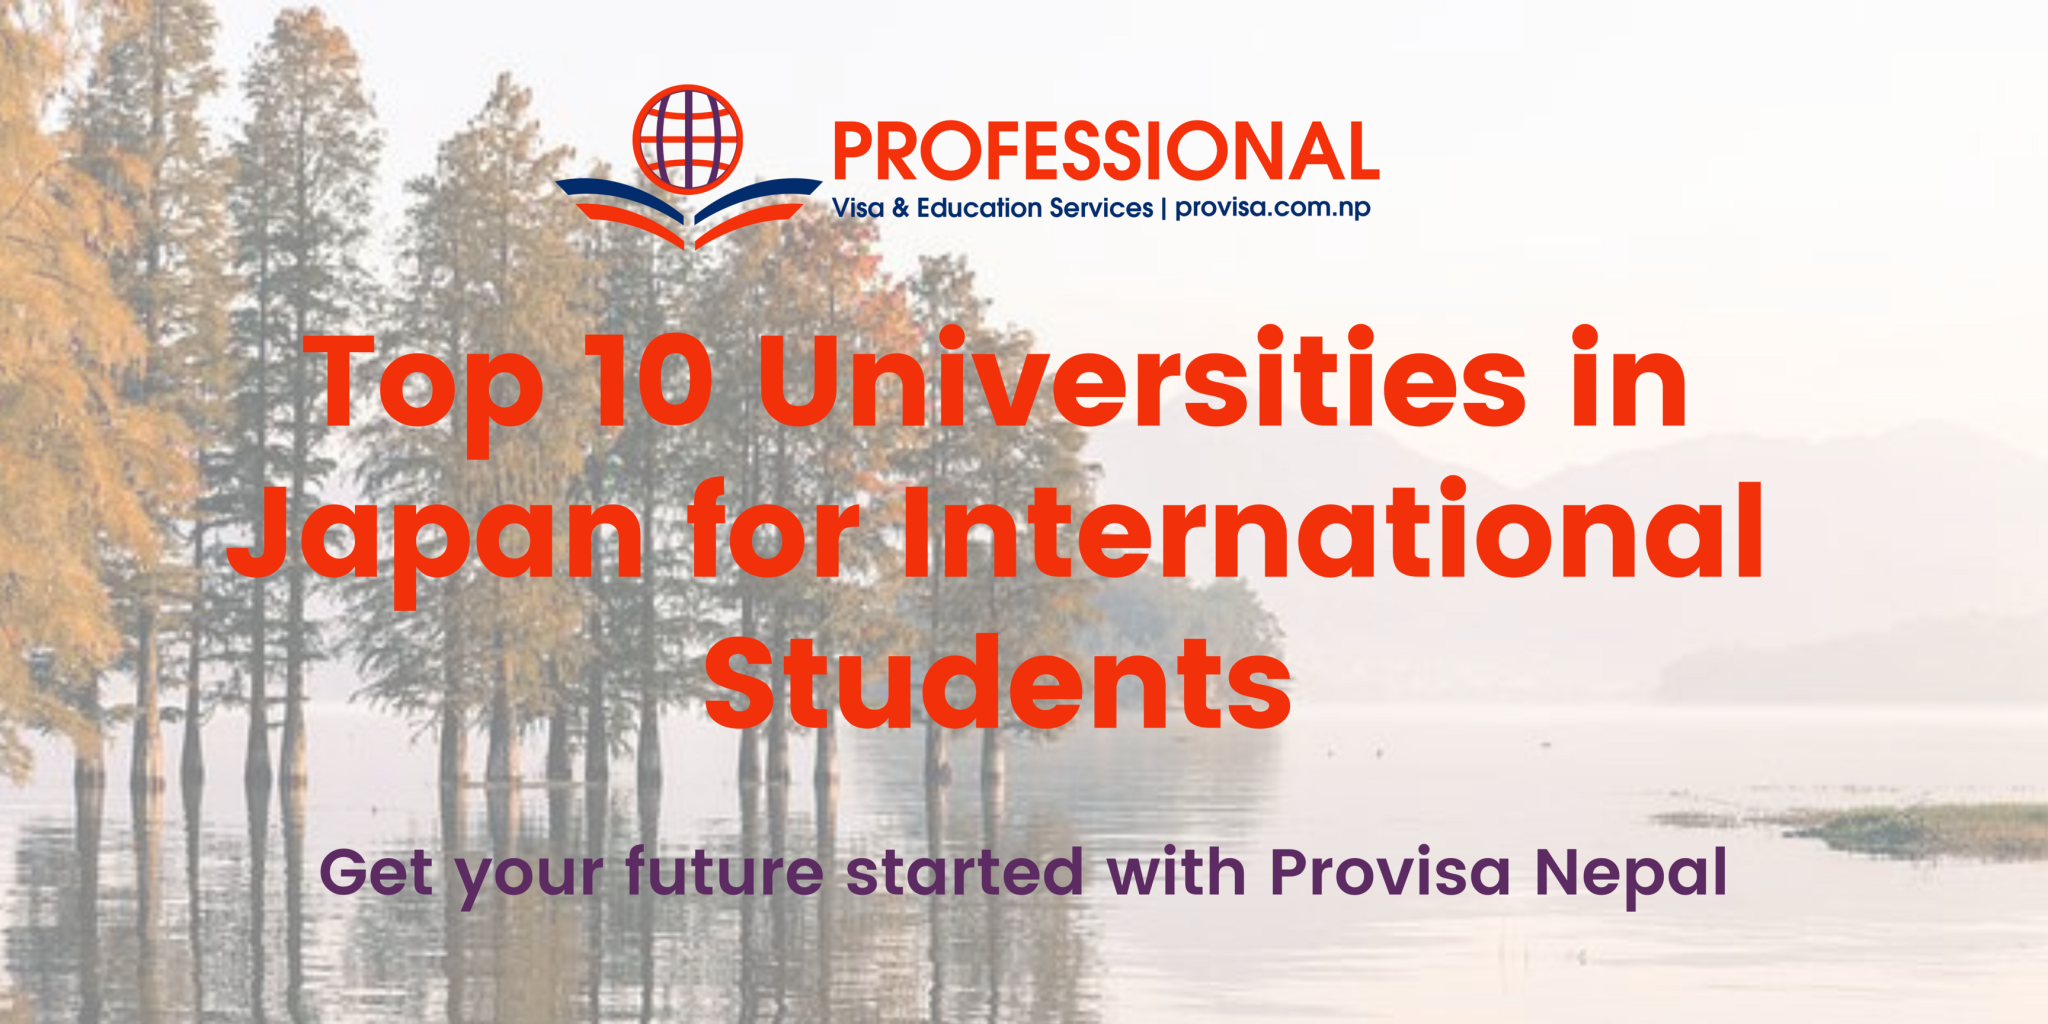 PROFESSIONAL
Visa & Education Services | provisa.com.np
Top 10 Universities in
Japan for International
Students
Get your future started with Provisa Nepal